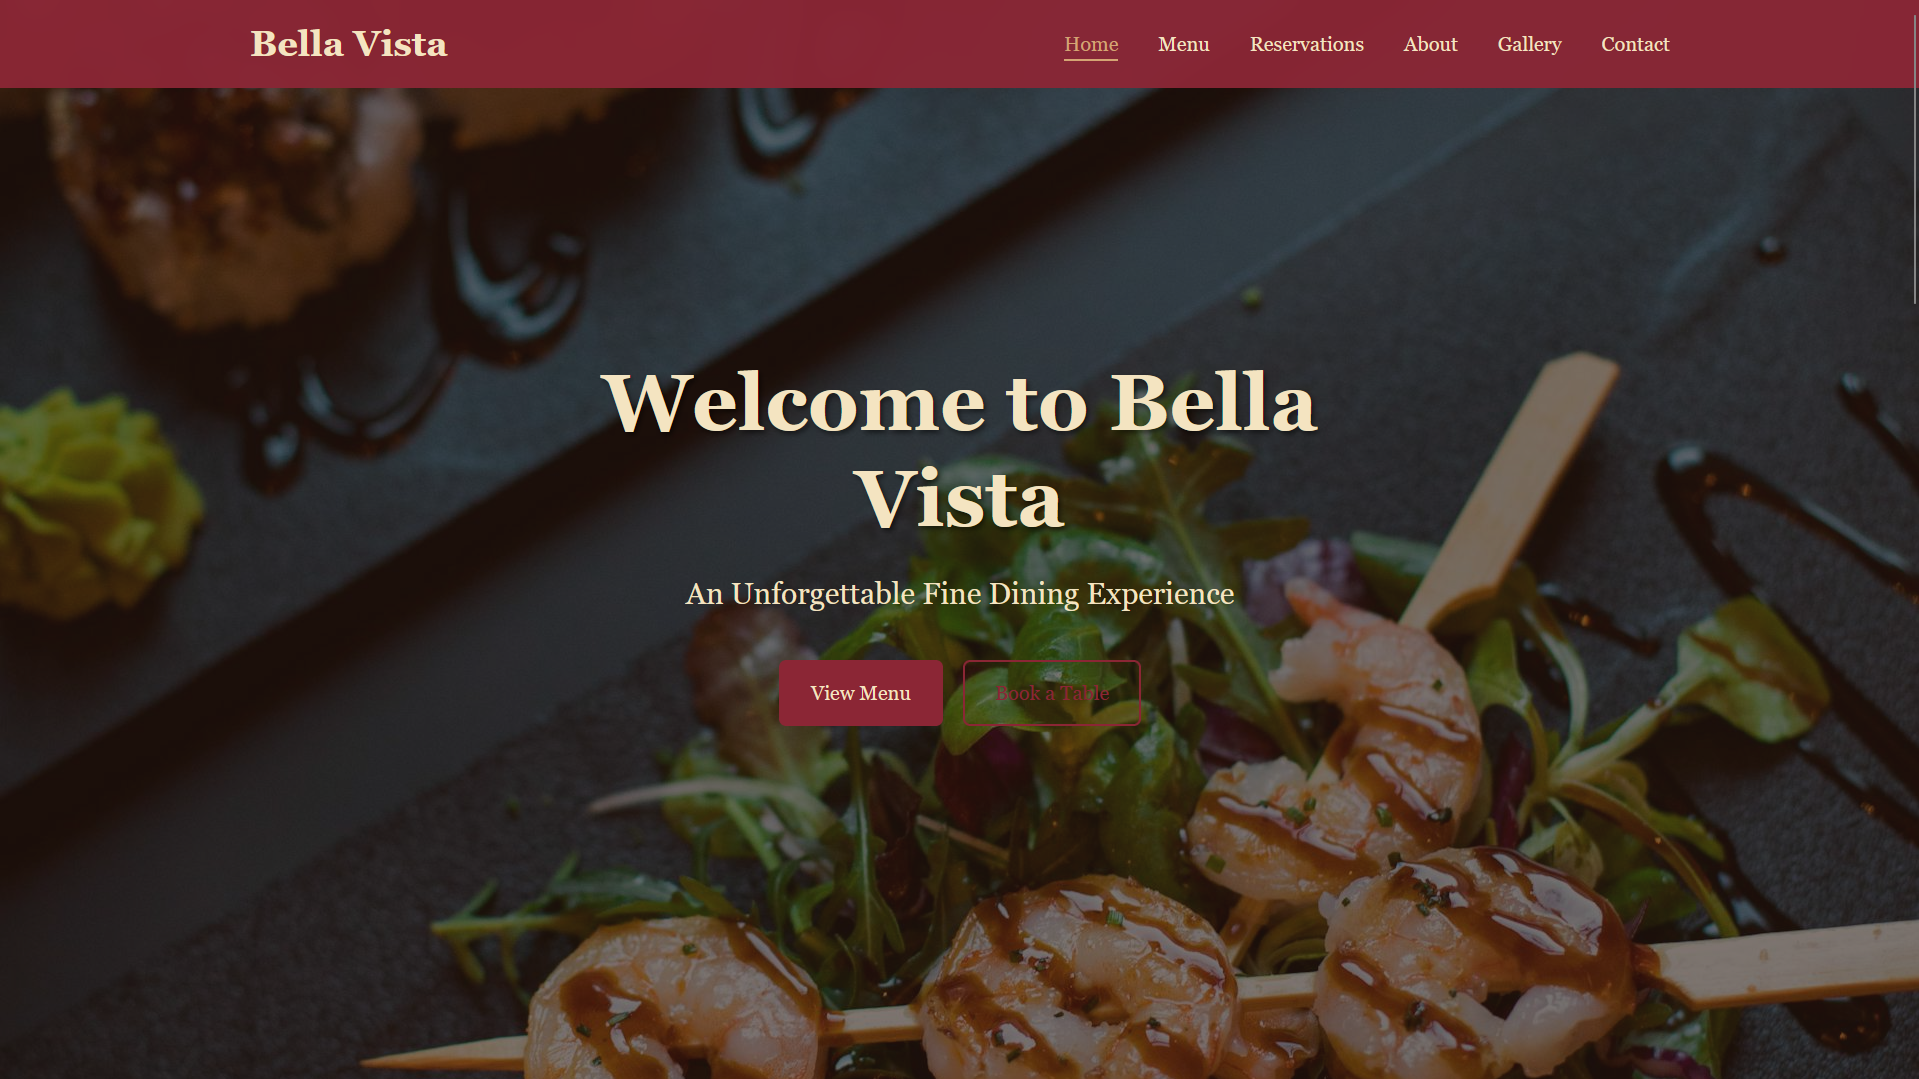 Bella Vista
Home Menu Reservations About Gallery Contact
Welcome to Bella
Vista
An Unforgettable Fine Dining Experience
View Menu
Book a Table